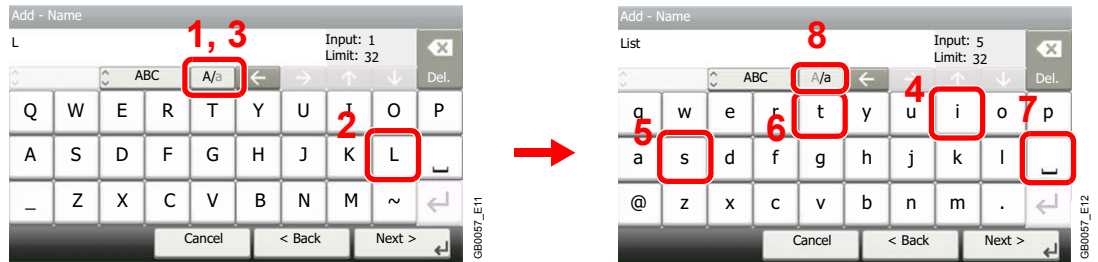 Add - Name
L
1, 3
Input: 1
Limit: 32
ABC
A/a
Del.
Q W E R T Y U I O P
2
A S D F G H J K L
_ Z X C V B N M ~
Cancel < Back Next >
GB0057_E11
Add - Name
List
8
Input: 5
Limit: 32
ABC
A/a
Del.
4
7
q w e r t y u i o p
5
6
a s d f g h j k l
@ z x c v b n m .
Cancel < Back Next >
GB0057_E12